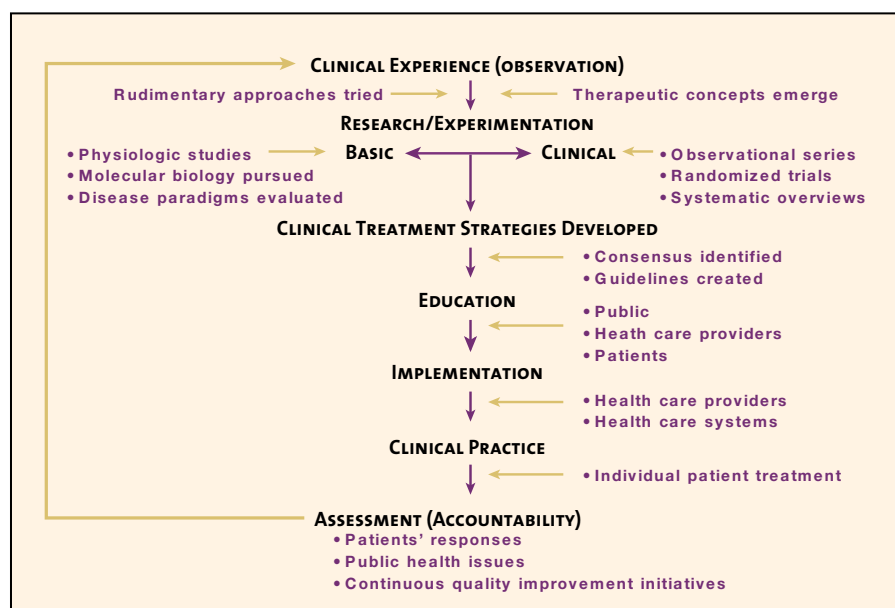 CLINICAL EXPERIENCE (OBSERVATION)
Rudimentary approaches tried
Therapeutic concepts emerge
RESEARCH/EXPERIMENTATION
BASIC
CLINICAL
• Physiologic studies
• Molecular biology pursued
• Disease paradigms evaluated
• Observational series
• Randomized trials
• Systematic overviews
CLINICAL TREATMENT STRATEGIES DEVELOPED
• Consensus identified
• Guidelines created
EDUCATION
• Public
• Heath care providers
• Patients
IMPLEMENTATION
• Health care providers
• Health care systems
CLINICAL PRACTICE
• Individual patient treatment
ASSESSMENT (ACCOUNTABILITY)
• Patients’ responses
• Public health issues
• Continuous quality improvement initiatives